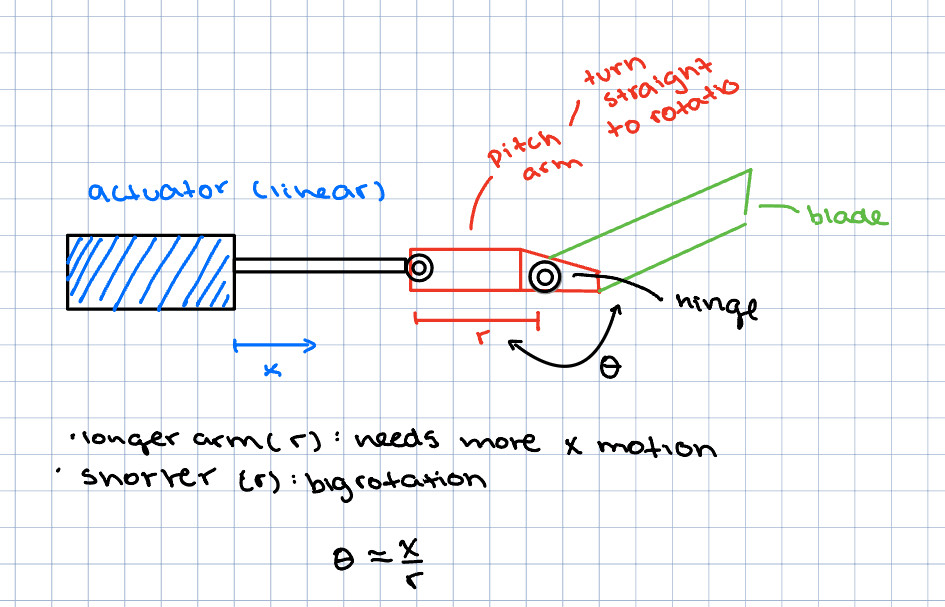 turn
straight
to rotatio
pitch
arm
actuator (linear)
blade
hinge
r
x
θ
• longer arm (r) : needs more x motion
• shorter (r) : big rotation
θ ≈ x/r